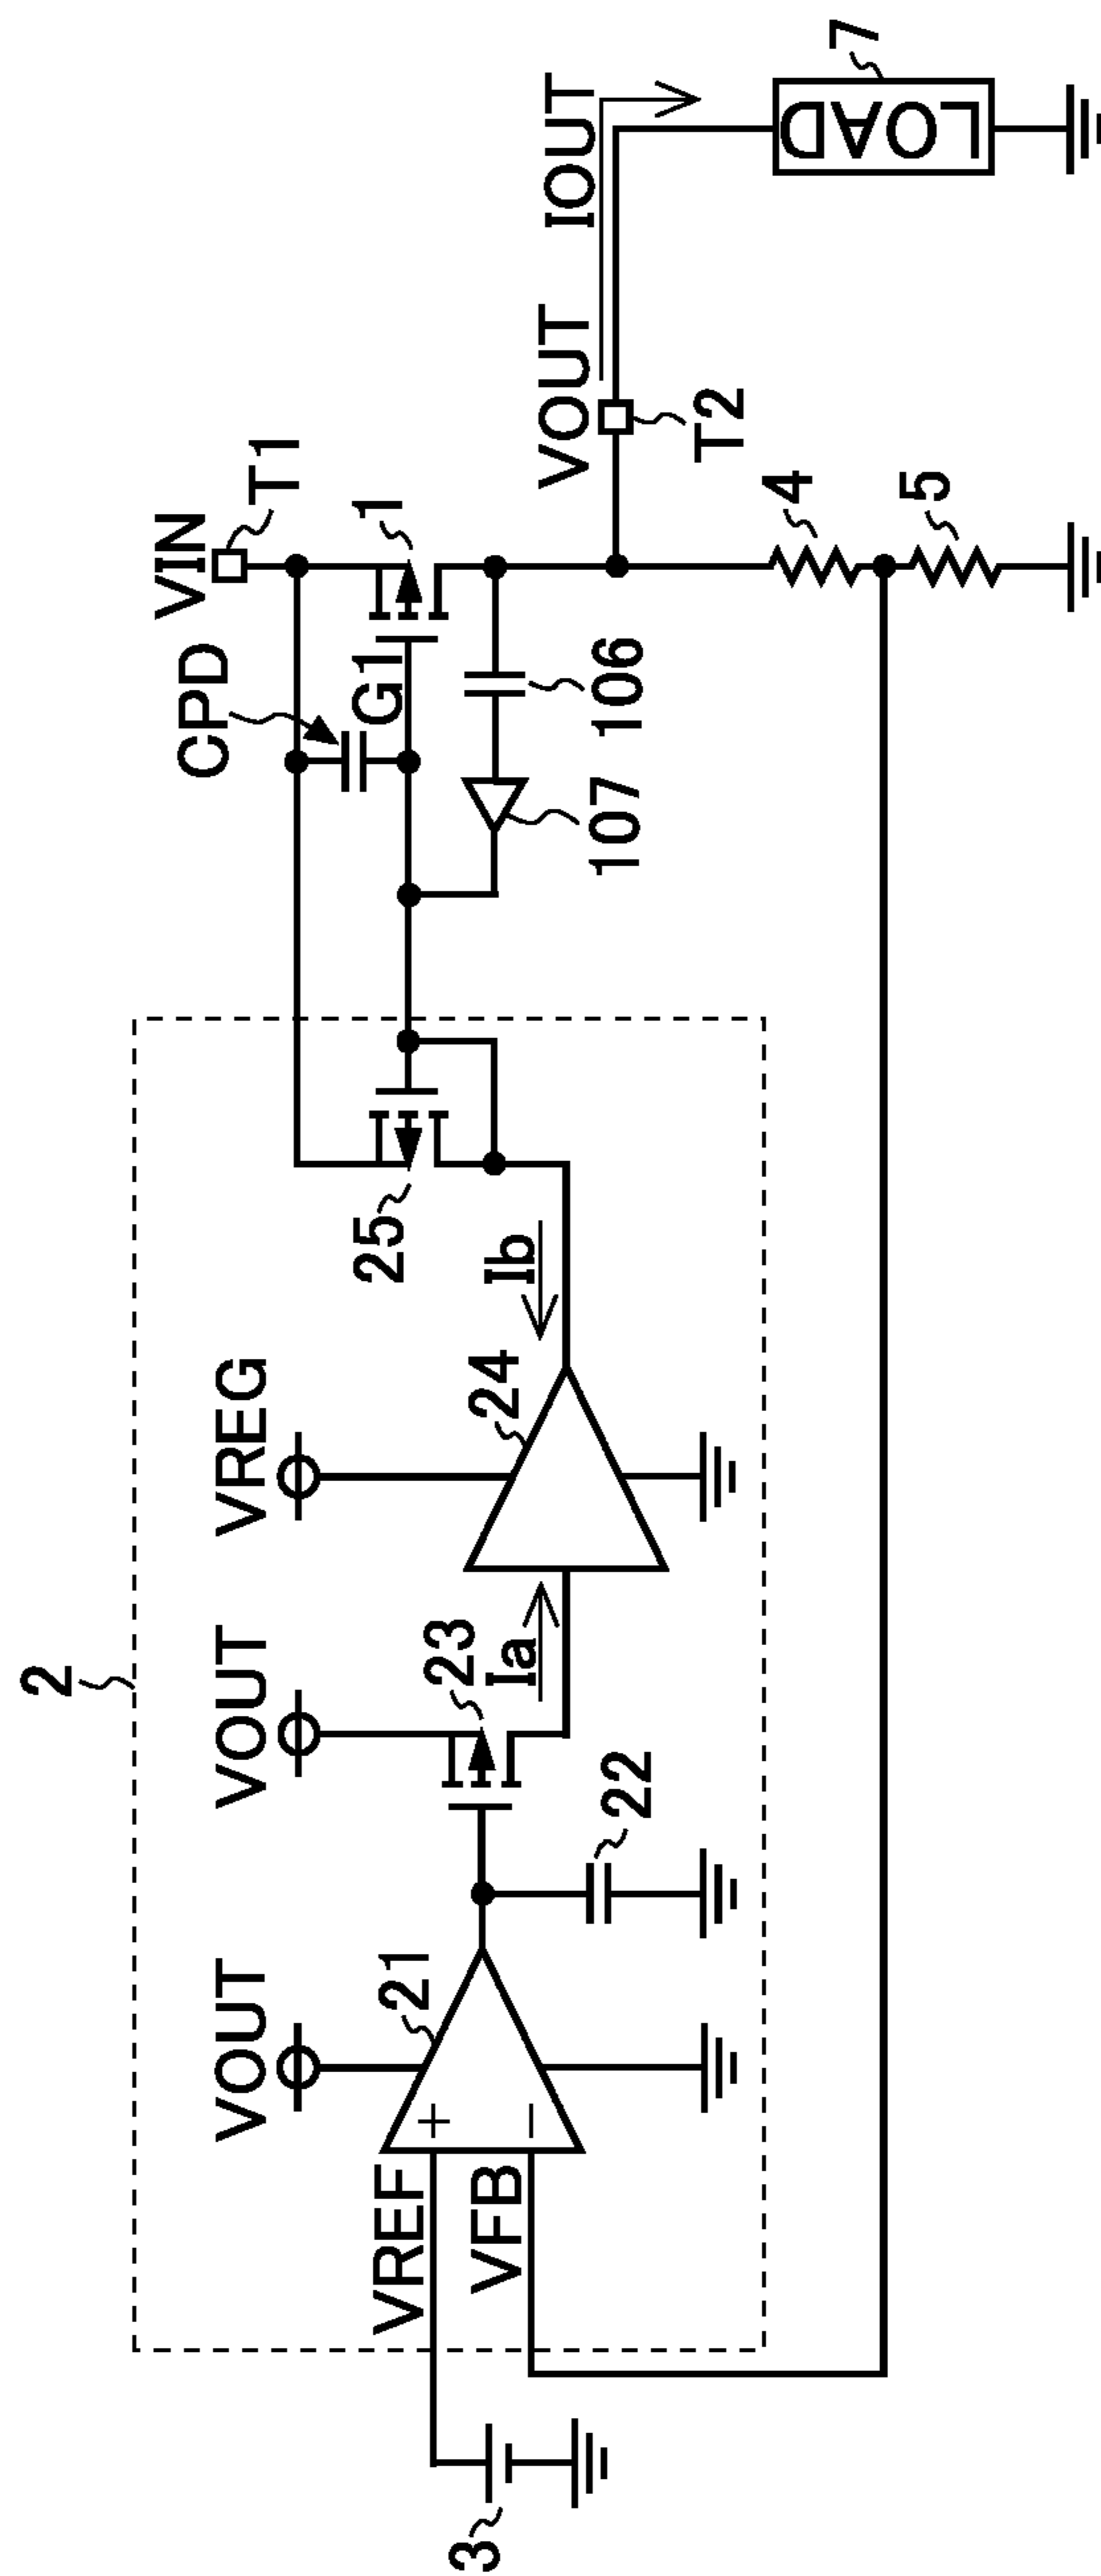 2
VOUT
VOUT
VREG
VIN
T1
CPD
1
G1
VOUT
IOUT
7
LOAD
T2
4
5
106
107
25
Ib
24
23
Ia
22
21
VREF
VFB
+
−
3